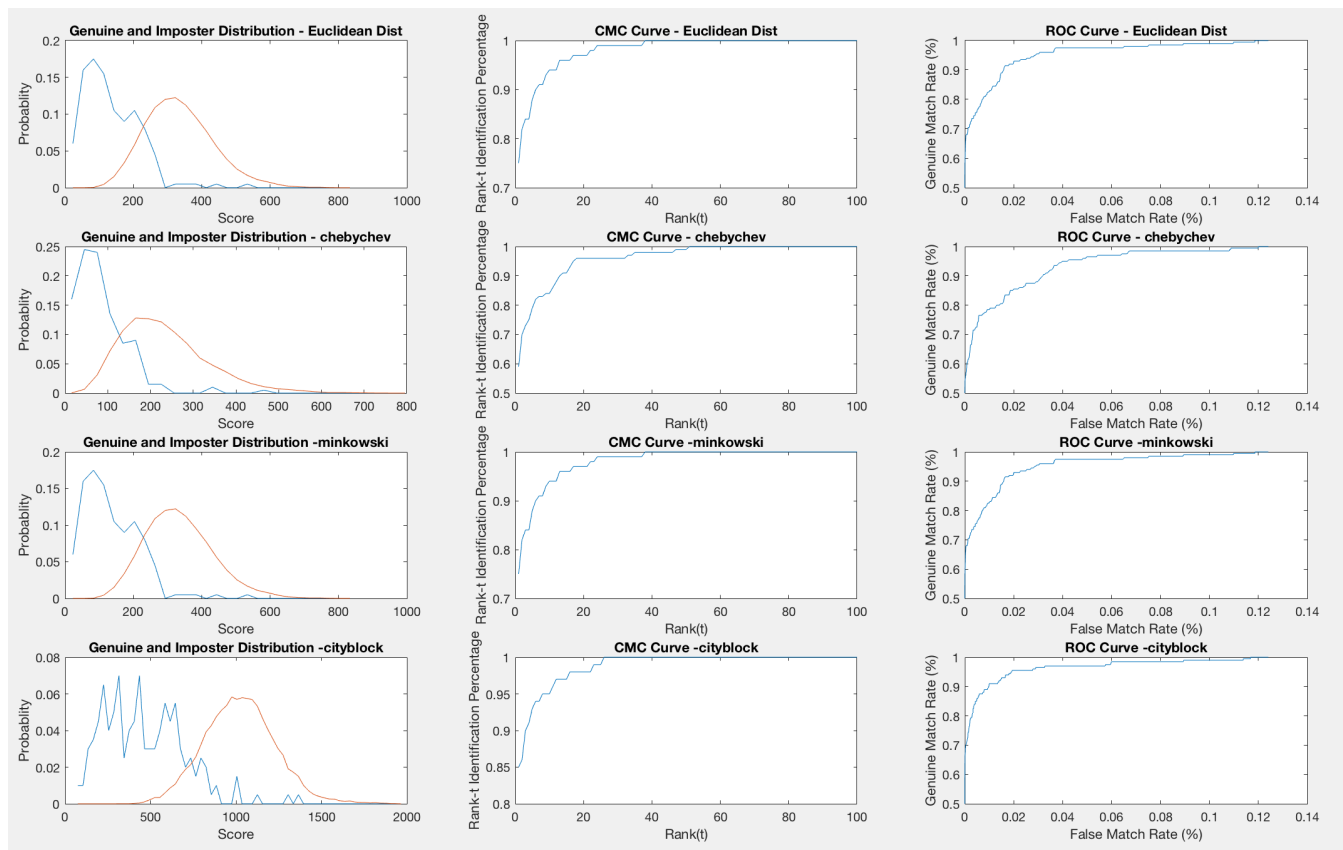 Genuine and Imposter Distribution - Euclidean Dist
0.2
0.15
0.1
0.05
0
Probablity
0 200 400 600 800 1000
Score
CMC Curve - Euclidean Dist
1
0.9
0.8
0.7
Rank-t Identification Percentage
0 20 40 60 80 100
Rank(t)
ROC Curve - Euclidean Dist
1
0.9
0.8
0.7
0.6
0.5
Genuine Match Rate (%)
0 0.02 0.04 0.06 0.08 0.1 0.12 0.14
False Match Rate (%)
Genuine and Imposter Distribution - chebychev
0.25
0.2
0.15
0.1
0.05
0
Probablity
0 100 200 300 400 500 600 700 800
Score
CMC Curve - chebychev
1
0.9
0.8
0.7
0.6
0.5
Rank-t Identification Percentage
0 20 40 60 80 100
Rank(t)
ROC Curve - chebychev
1
0.9
0.8
0.7
0.6
0.5
Genuine Match Rate (%)
0 0.02 0.04 0.06 0.08 0.1 0.12 0.14
False Match Rate (%)
Genuine and Imposter Distribution -minkowski
0.2
0.15
0.1
0.05
0
Probablity
0 200 400 600 800 1000
Score
CMC Curve -minkowski
1
0.9
0.8
0.7
Rank-t Identification Percentage
0 20 40 60 80 100
Rank(t)
ROC Curve -minkowski
1
0.9
0.8
0.7
0.6
0.5
Genuine Match Rate (%)
0 0.02 0.04 0.06 0.08 0.1 0.12 0.14
False Match Rate (%)
Genuine and Imposter Distribution -cityblock
0.08
0.06
0.04
0.02
0
Probablity
0 500 1000 1500 2000
Score
CMC Curve -cityblock
1
0.95
0.9
0.85
0.8
Rank-t Identification Percentage
0 20 40 60 80 100
Rank(t)
ROC Curve -cityblock
1
0.9
0.8
0.7
0.6
0.5
Genuine Match Rate (%)
0 0.02 0.04 0.06 0.08 0.1 0.12 0.14
False Match Rate (%)